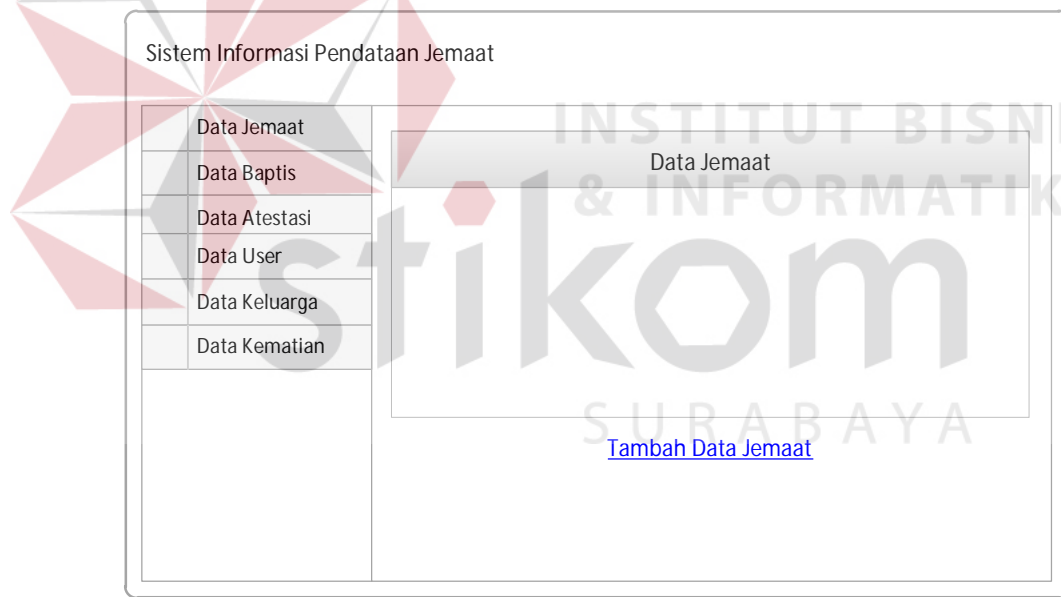 Sistem Informasi Pendataan Jemaat
INSTITUT BISNI
& INFORMATIK
stikom
SURABAYA
Data Jemaat
Data Baptis
Data Atestasi
Data User
Data Keluarga
Data Kematian
Data Jemaat
Tambah Data Jemaat